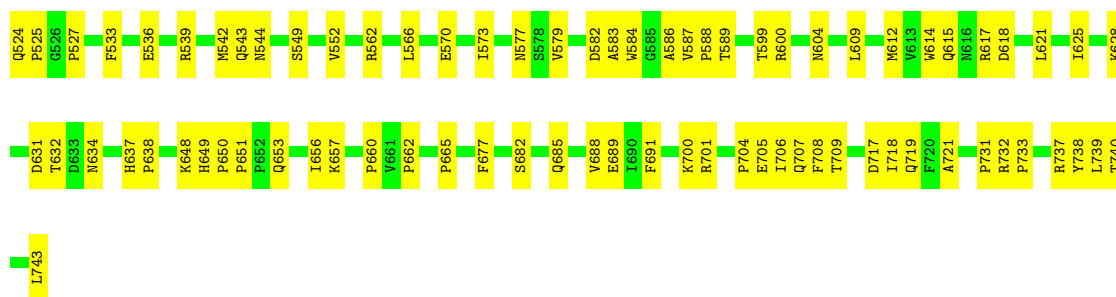 Q524 P525 G526 P527 F533 E536 R539 M542 Q543 N544 S549 V552 R562 L566 E570 I573 N577 S578 V579 D582 A583 W584 G585 A586 V587 P588 T589 T599 R600 N604 L609 M612 V613 W614 Q615 N616 R617 D618 L621 I625 K628
D631 T632 D633 N634 H637 P638 K648 H649 P650 P651 P652 Q653 I656 K657 P660 V661 P662 P665 F677 S682 Q685 V688 E689 I690 F691 K700 R701 P704 E705 I706 Q707 F708 T709 D717 I718 Q719 F720 A721 P731 R732 P733 R737 Y738 L739 T740
L743